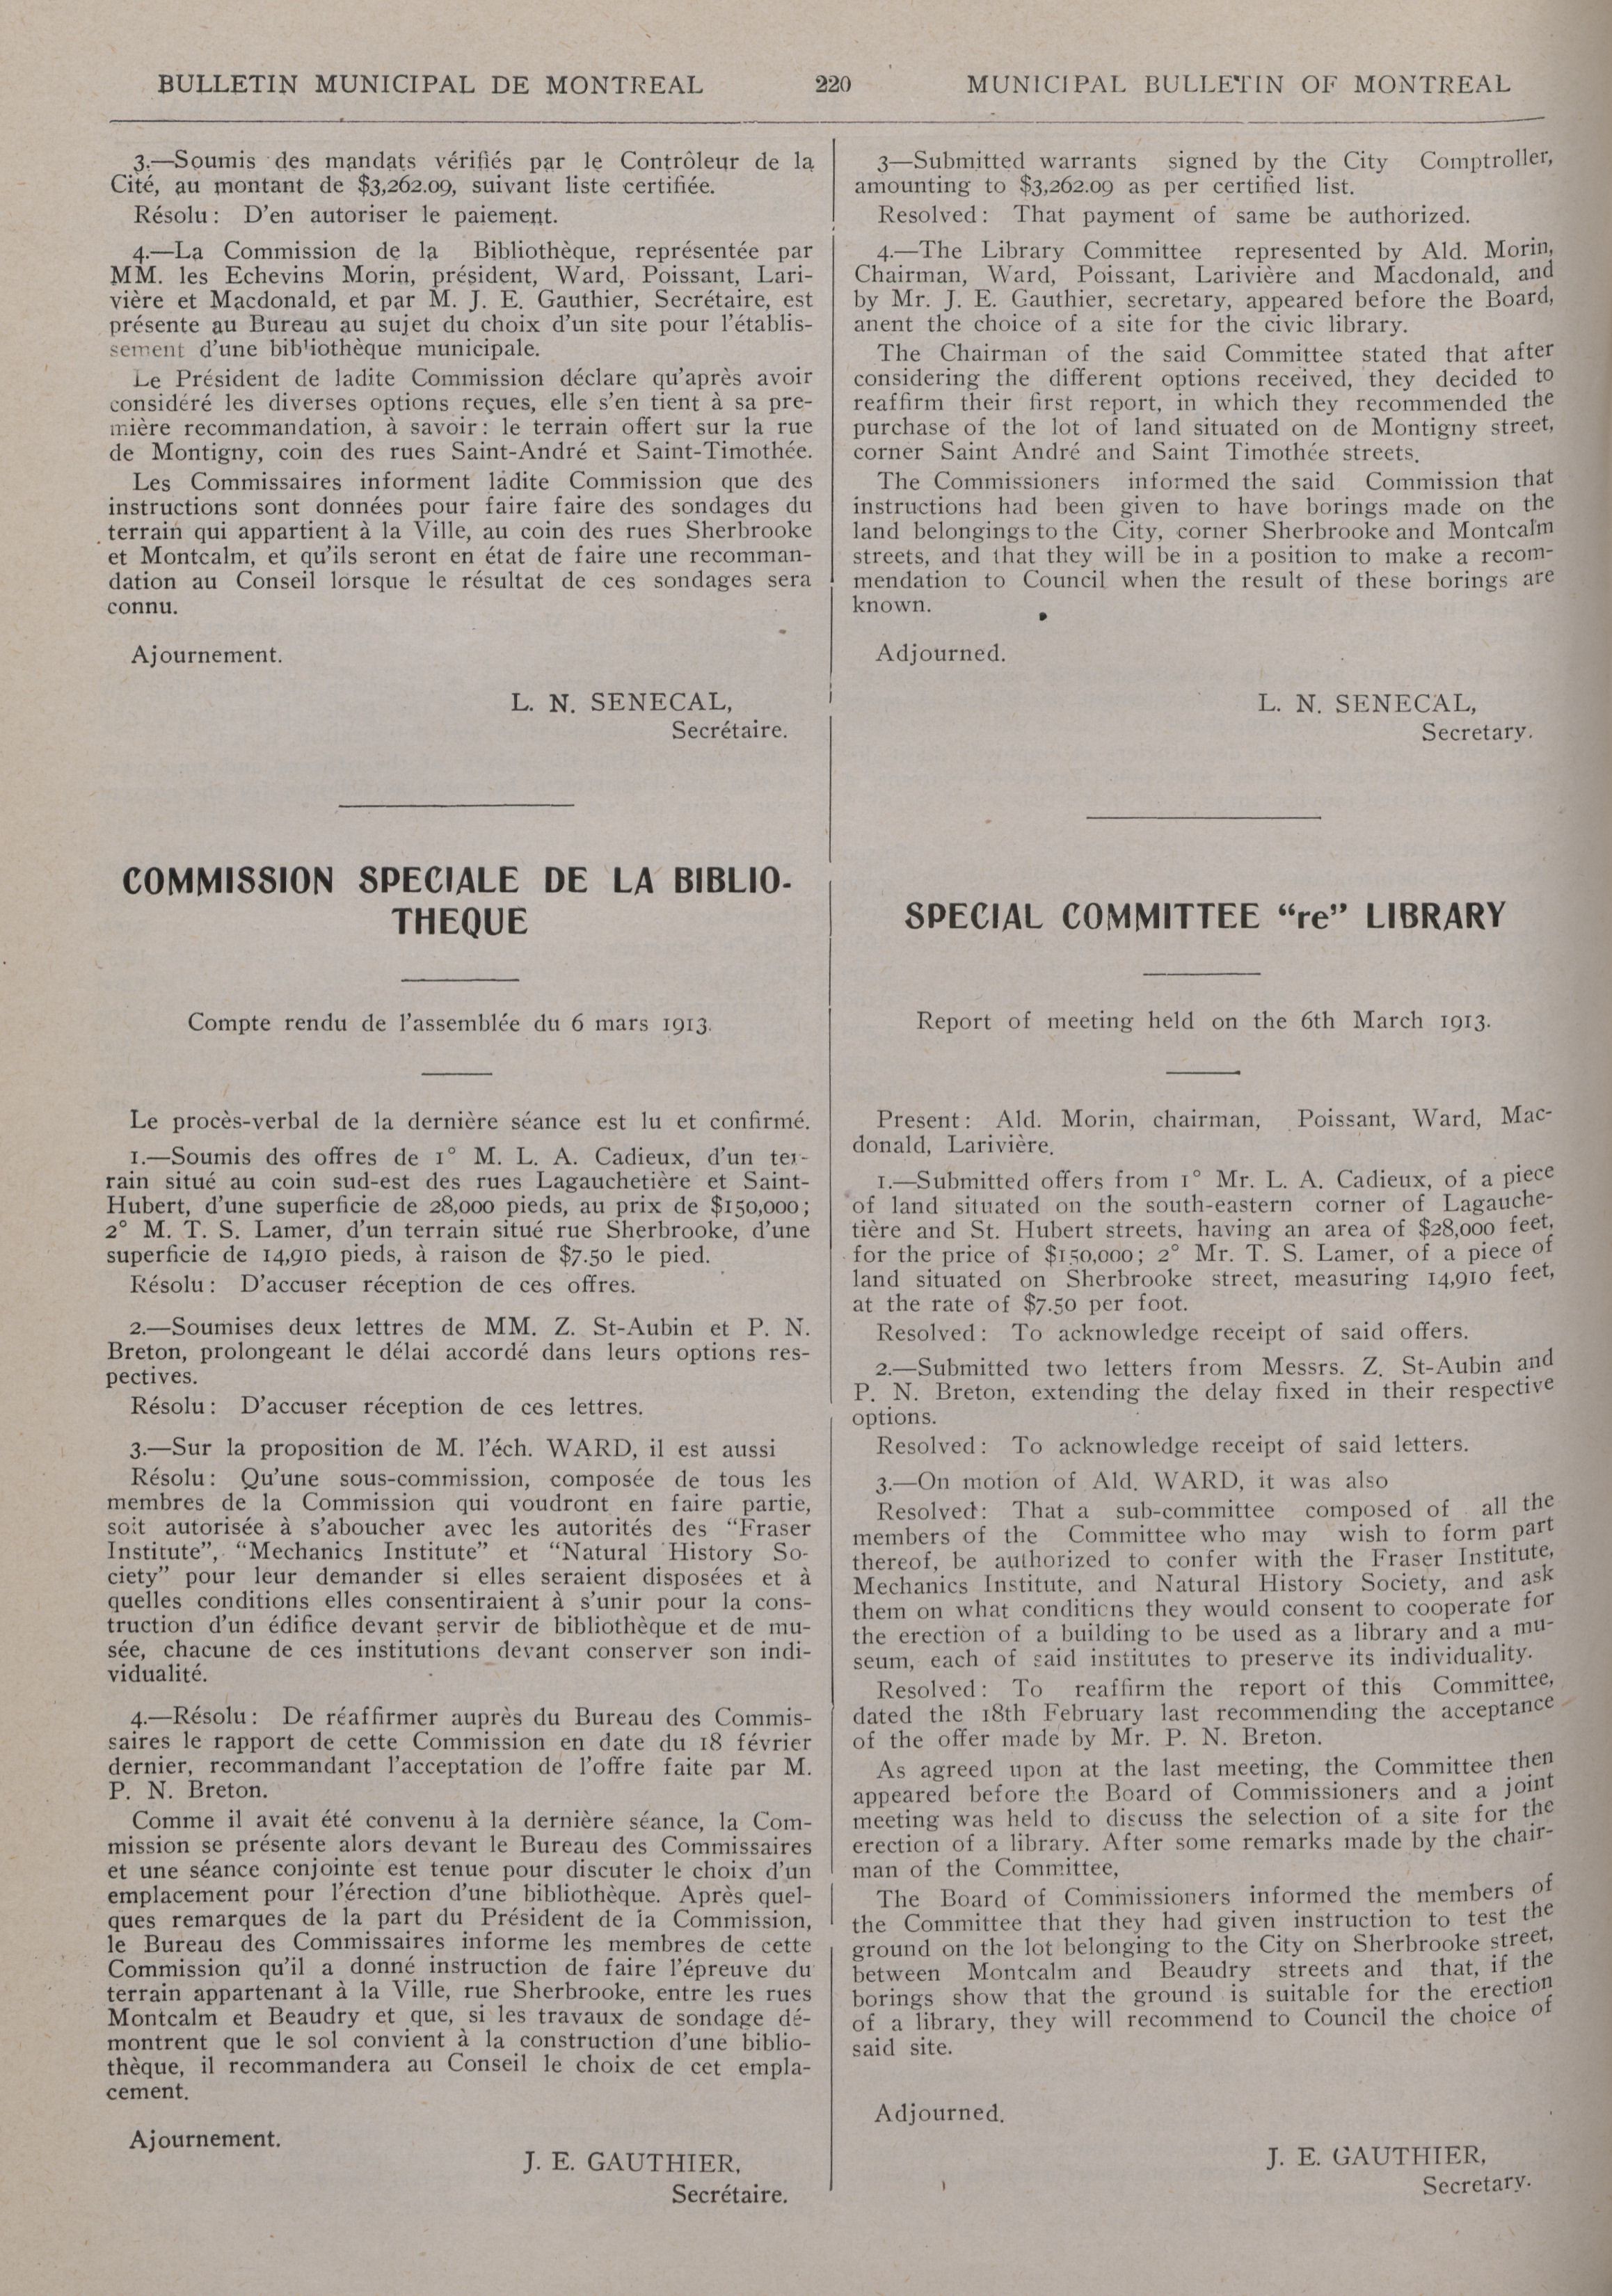 BULLETIN MUNICIPAL DE MONTREAL 220 MUNICIPAL BULLETIN OF MONTREAL
3.—Soumis des mandats vérifiés par le Contrôleur de la
Cité, au montant de $3,262.09, suivant liste certifiée.
Résolu: D'en autoriser le paiement.
4.—La Commission de la Bibliothèque, représentée par
MM. les Echevins Morin, président, Ward, Poissant, Lari-
vière et Macdonald, et par M. J. E. Gauthier, Secrétaire, est
présente au Bureau au sujet du choix d'un site pour l'établis-
sement d'une bibliothèque municipale.
Le Président de ladite Commission déclare qu'après avoir
considéré les diverses options reçues, elle s'en tient à sa pre-
mière recommandation, à savoir: le terrain offert sur la rue
de Montigny, coin des rues Saint-André et Saint-Timothée.
Les Commissaires informent ladite Commission que des
instructions sont données pour faire faire des sondages du
terrain qui appartient à la Ville, au coin des rues Sherbrooke
et Montcalm, et qu'ils seront en état de faire une recomman-
dation au Conseil lorsque le résultat de ces sondages sera
connu.
Ajournement.
L. N. SENECAL,
Secrétaire.
COMMISSION SPECIALE DE LA BIBLIO-
THEQUE
Compte rendu de l'assemblée du 6 mars 1913.
Le procès-verbal de la dernière séance est lu et confirmé.
1.—Soumis des offres de 1° M. L. A. Cadieux, d'un ter-
rain situé au coin sud-est des rues Lagauchetière et Saint-
Hubert, d'une superficie de 28,000 pieds, au prix de $150,000;
2° M. T. S. Lamer, d'un terrain situé rue Sherbrooke, d'une
superficie de 14,910 pieds, à raison de $7.50 le pied.
Résolu: D'accuser réception de ces offres.
2.—Soumises deux lettres de MM. Z. St-Aubin et P. N.
Breton, prolongeant le délai accordé dans leurs options res-
pectives.
Résolu: D'accuser réception de ces lettres.
3.—Sur la proposition de M. l'éch. WARD, il est aussi
Résolu: Qu'une sous-commission, composée de tous les
membres de la Commission qui voudront en faire partie,
soit autorisée à s'aboucher avec les autorités des "Fraser
Institute", "Mechanics Institute" et "Natural History So-
ciety" pour leur demander si elles seraient disposées et à
quelles conditions elles consentiraient à s'unir pour la cons-
truction d'un édifice devant servir de bibliothèque et de mu-
sée, chacune de ces institutions devant conserver son indi-
vidualité.
4.—Résolu: De réaffirmer auprès du Bureau des Commis-
saires le rapport de cette Commission en date du 18 février
dernier, recommandant l'acceptation de l'offre faite par M.
P. N. Breton.
Comme il avait été convenu à la dernière séance, la Com-
mission se présente alors devant le Bureau des Commissaires
et une séance conjointe est tenue pour discuter le choix d'un
emplacement pour l'érection d'une bibliothèque. Après quel-
ques remarques de la part du Président de la Commission,
le Bureau des Commissaires informe les membres de cette
Commission qu'il a donné instruction de faire l'épreuve du
terrain appartenant à la Ville, rue Sherbrooke, entre les rues
Montcalm et Beaudry et que, si les travaux de sondage dé-
montrent que le sol convient à la construction d'une biblio-
thèque, il recommandera au Conseil le choix de cet empla-
cement.
Ajournement.
J. E. GAUTHIER,
Secrétaire.
3—Submitted warrants signed by the City Comptroller,
amounting to $3,262.09 as per certified list.
Resolved: That payment of same be authorized.
4.—The Library Committee represented by Ald. Morin,
Chairman, Ward, Poissant, Larivière and Macdonald, and
by Mr. J. E. Gauthier, secretary, appeared before the Board,
anent the choice of a site for the civic library.
The Chairman of the said Committee stated that after
considering the different options received, they decided to
reaffirm their first report, in which they recommended the
purchase of the lot of land situated on de Montigny street,
corner Saint André and Saint Timothée streets.
The Commissioners informed the said Commission that
instructions had been given to have borings made on the
land belongings to the City, corner Sherbrooke and Montcalm
streets, and that they will be in a position to make a recom-
mendation to Council when the result of these borings are
known.
Adjourned.
L. N. SENECAL,
Secretary.
SPECIAL COMMITTEE "re" LIBRARY
Report of meeting held on the 6th March 1913.
Present: Ald. Morin, chairman, Poissant, Ward, Mac-
donald, Larivière.
1.—Submitted offers from 1° Mr. L. A. Cadieux, of a piece
of land situated on the south-eastern corner of Lagauche-
tière and St. Hubert streets, having an area of $28,000 feet,
for the price of $150,000; 2° Mr. T. S. Lamer, of a piece of
land situated on Sherbrooke street, measuring 14,910 feet,
at the rate of $7.50 per foot.
Resolved: To acknowledge receipt of said offers.
2.—Submitted two letters from Messrs. Z. St-Aubin and
P. N. Breton, extending the delay fixed in their respective
options.
Resolved: To acknowledge receipt of said letters.
3.—On motion of Ald. WARD, it was also
Resolved: That a sub-committee composed of all the
members of the Committee who may wish to form part
thereof, be authorized to confer with the Fraser Institute,
Mechanics Institute, and Natural History Society, and ask
them on what conditions they would consent to cooperate for
the erection of a building to be used as a library and a mu-
seum, each of said institutes to preserve its individuality.
Resolved: To reaffirm the report of this Committee,
dated the 18th February last recommending the acceptance
of the offer made by Mr. P. N. Breton.
As agreed upon at the last meeting, the Committee then
appeared before the Board of Commissioners and a joint
meeting was held to discuss the selection of a site for the
erection of a library. After some remarks made by the chair-
man of the Committee,
The Board of Commissioners informed the members of
the Committee that they had given instruction to test the
ground on the lot belonging to the City on Sherbrooke street,
between Montcalm and Beaudry streets and that, if the
borings show that the ground is suitable for the erection
of a library, they will recommend to Council the choice of
said site.
Adjourned.
J. E. GAUTHIER,
Secretary.